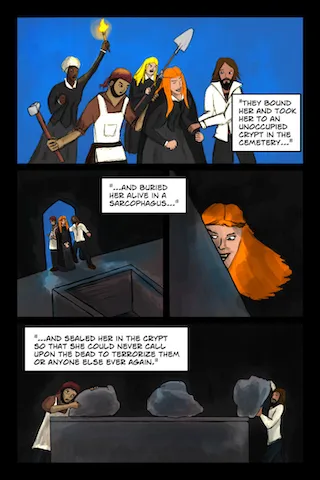 "THEY BOUND
HER AND TOOK
HER TO AN
UNOCCUPIED
CRYPT IN THE
CEMETERY..."
"...AND BURIED
HER ALIVE IN A
SARCOPHAGUS..."
"...AND SEALED HER IN THE CRYPT
SO THAT SHE COULD NEVER CALL
UPON THE DEAD TO TERRORIZE THEM
OR ANYONE ELSE EVER AGAIN."